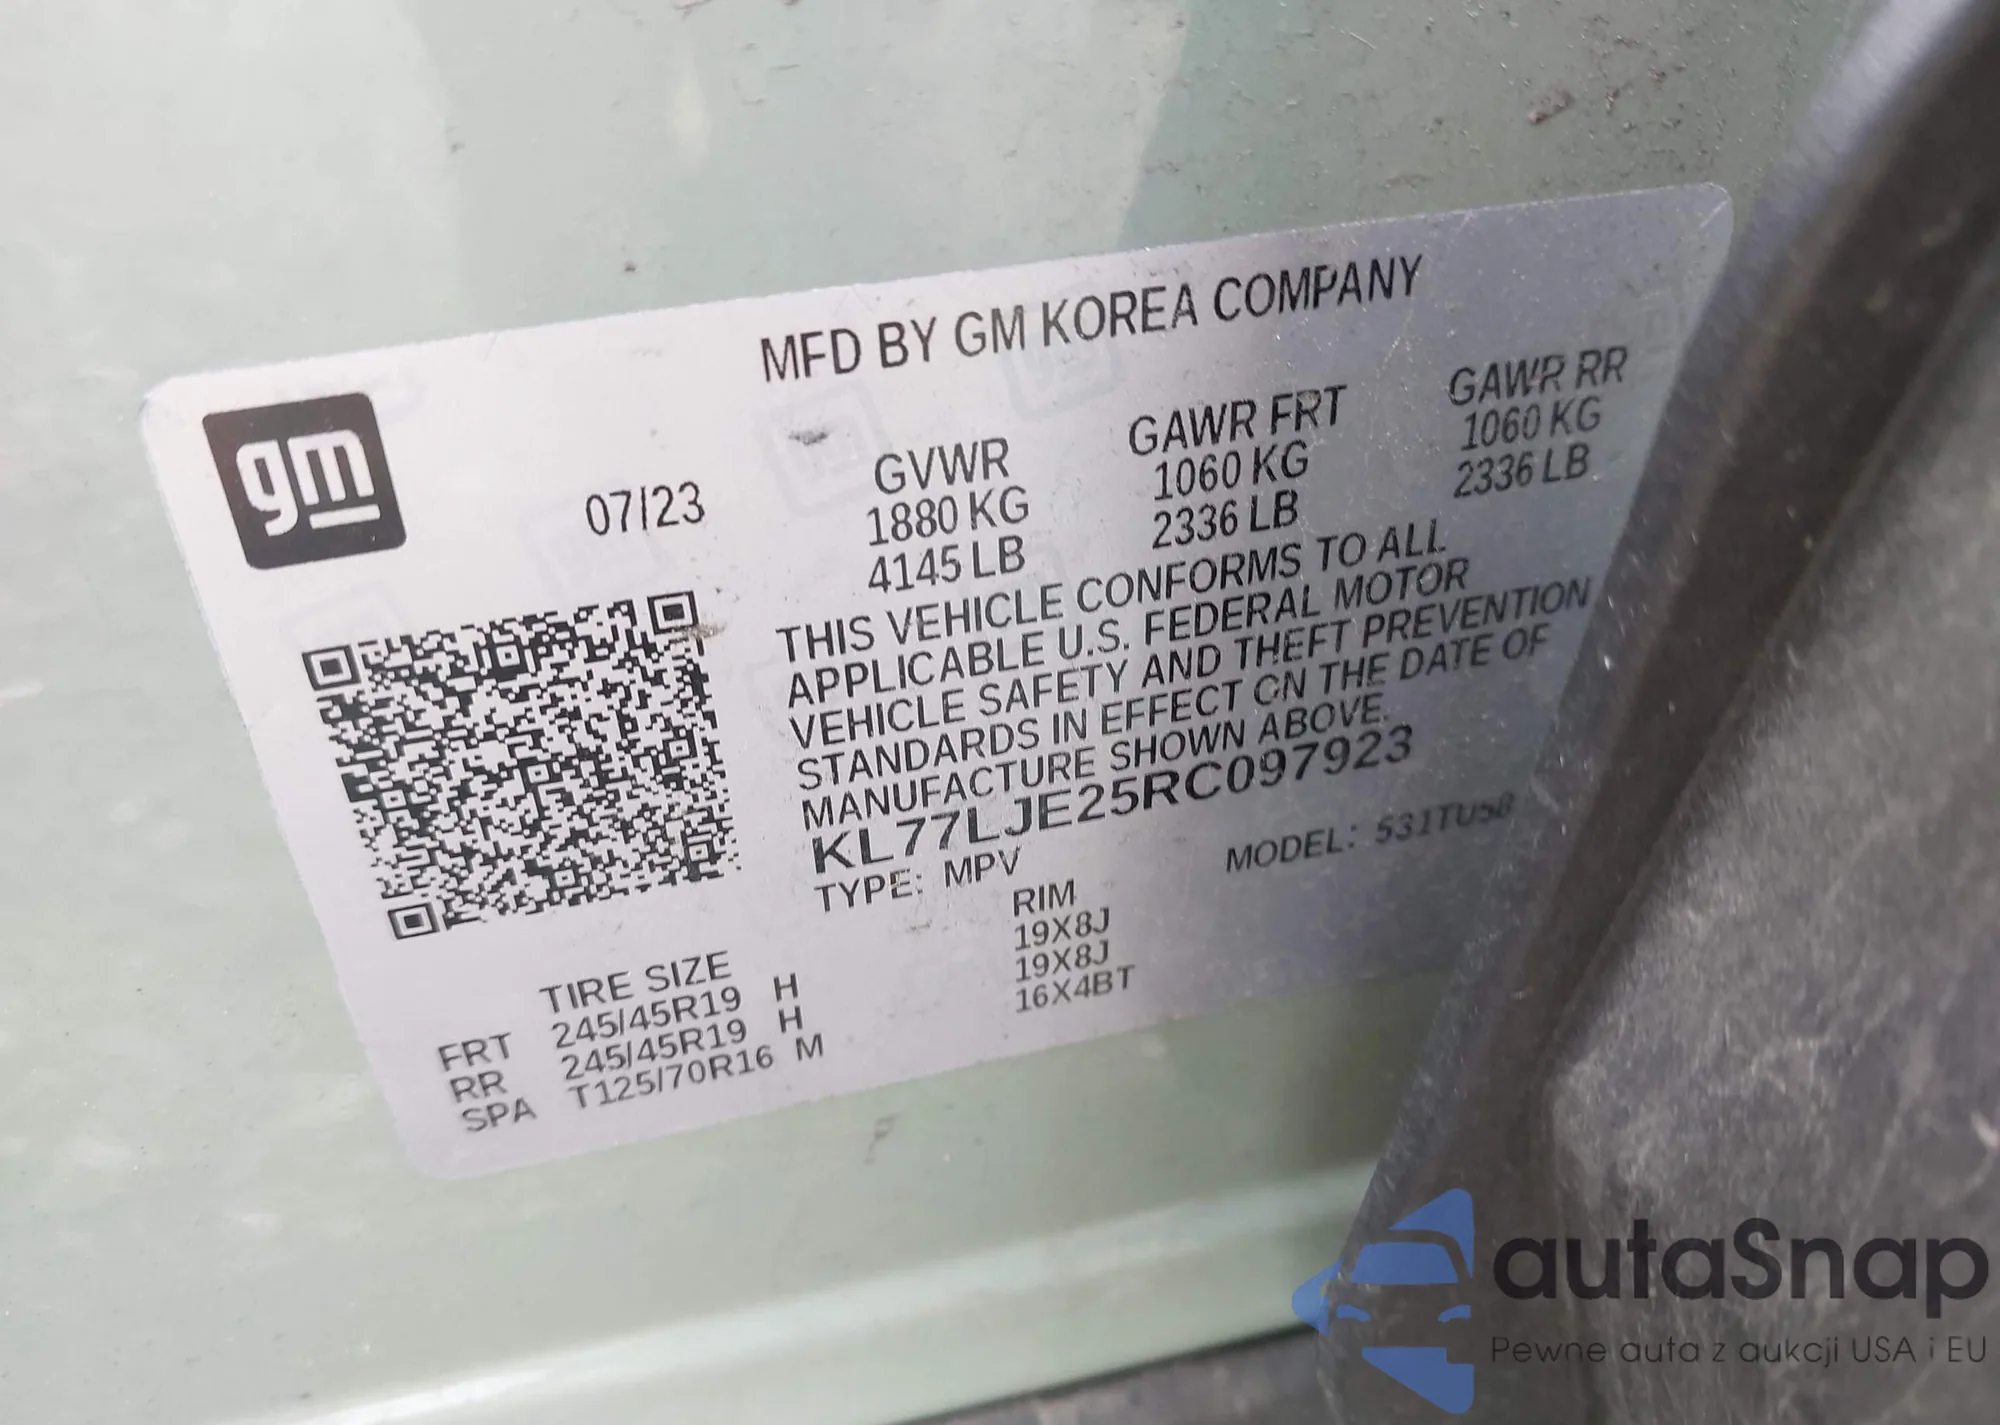 MFD BY GM KOREA COMPANY
gm
07/23
GVWR GAWR FRT GAWR RR
1880 KG 1060 KG 1060 KG
4145 LB 2336 LB 2336 LB
THIS VEHICLE CONFORMS TO ALL
APPLICABLE U.S. FEDERAL MOTOR
VEHICLE SAFETY AND THEFT PREVENTION
STANDARDS IN EFFECT ON THE DATE OF
MANUFACTURE SHOWN ABOVE.
KL77LJE25RC097923
TYPE: MPV MODEL: 531TU58
TIRE SIZE RIM
FRT 245/45R19 H 19X8J
RR 245/45R19 H 19X8J
SPA T125/70R16 M 16X4BT
autaSnap
Pewne auta z aukcji USA i EU